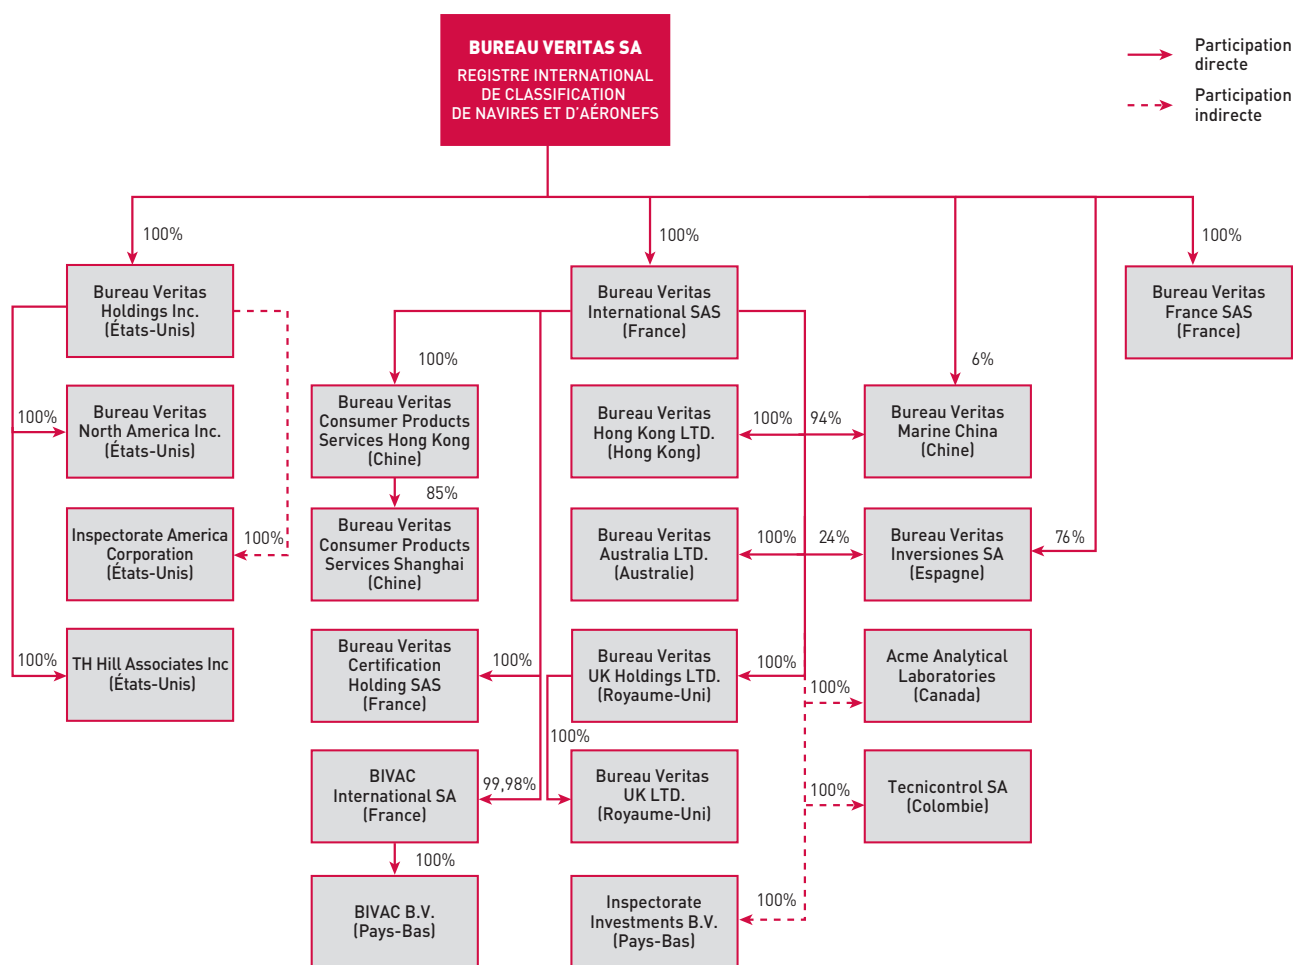 BUREAU VERITAS SA
REGISTRE INTERNATIONAL
DE CLASSIFICATION
DE NAVIRES ET D'AÉRONEFS
Participation
directe
Participation
indirecte
100%
100%
100%
Bureau Veritas
Holdings Inc.
(États-Unis)
Bureau Veritas
International SAS
(France)
Bureau Veritas
France SAS
(France)
100%
6%
100%
Bureau Veritas
North America Inc.
(États-Unis)
Bureau Veritas
Consumer Products
Services Hong Kong
(Chine)
Bureau Veritas
Hong Kong LTD.
(Hong Kong)
100%
94%
Bureau Veritas
Marine China
(Chine)
85%
Inspectorate America
Corporation
(États-Unis)
100%
Bureau Veritas
Consumer Products
Services Shanghai
(Chine)
Bureau Veritas
Australia LTD.
(Australie)
100%
24%
Bureau Veritas
Inversiones SA
(Espagne)
76%
100%
TH Hill Associates Inc
(États-Unis)
Bureau Veritas
Certification
Holding SAS
(France)
100%
Bureau Veritas
UK Holdings LTD.
(Royaume-Uni)
100%
100%
Acme Analytical
Laboratories
(Canada)
100%
BIVAC
International SA
(France)
99,98%
Bureau Veritas
UK LTD.
(Royaume-Uni)
100%
Tecnicontrol SA
(Colombie)
100%
BIVAC B.V.
(Pays-Bas)
Inspectorate
Investments B.V.
(Pays-Bas)
100%